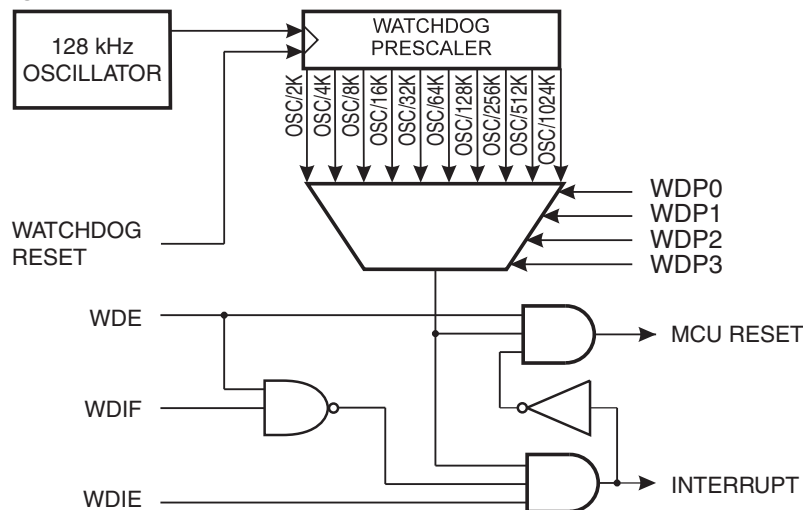 128 kHz
OSCILLATOR
WATCHDOG
PRESCALER
OSC/2K
OSC/4K
OSC/8K
OSC/16K
OSC/32K
OSC/64K
OSC/128K
OSC/256K
OSC/512K
OSC/1024K
WDP0
WDP1
WDP2
WDP3
WATCHDOG
RESET
WDE
MCU RESET
WDIF
WDIE
INTERRUPT